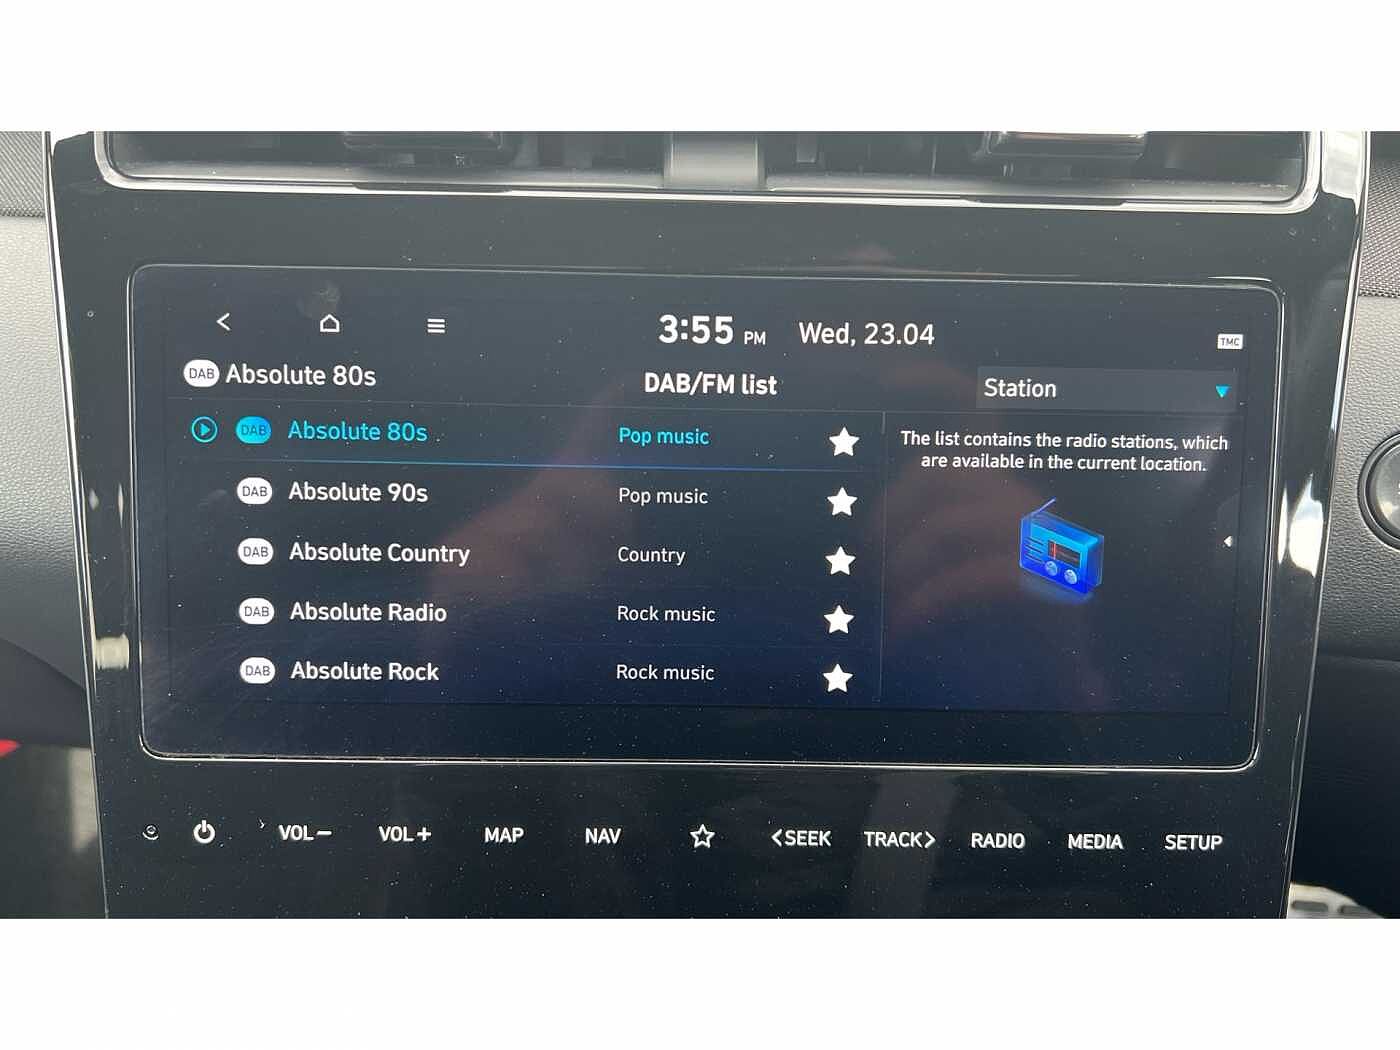 3:55 PM Wed, 23.04
TMC
DAB Absolute 80s DAB/FM list Station
DAB Absolute 80s Pop music
DAB Absolute 90s Pop music
DAB Absolute Country Country
DAB Absolute Radio Rock music
DAB Absolute Rock Rock music
The list contains the radio stations, which
are available in the current location.
VOL− VOL+ MAP NAV <SEEK TRACK> RADIO MEDIA SETUP